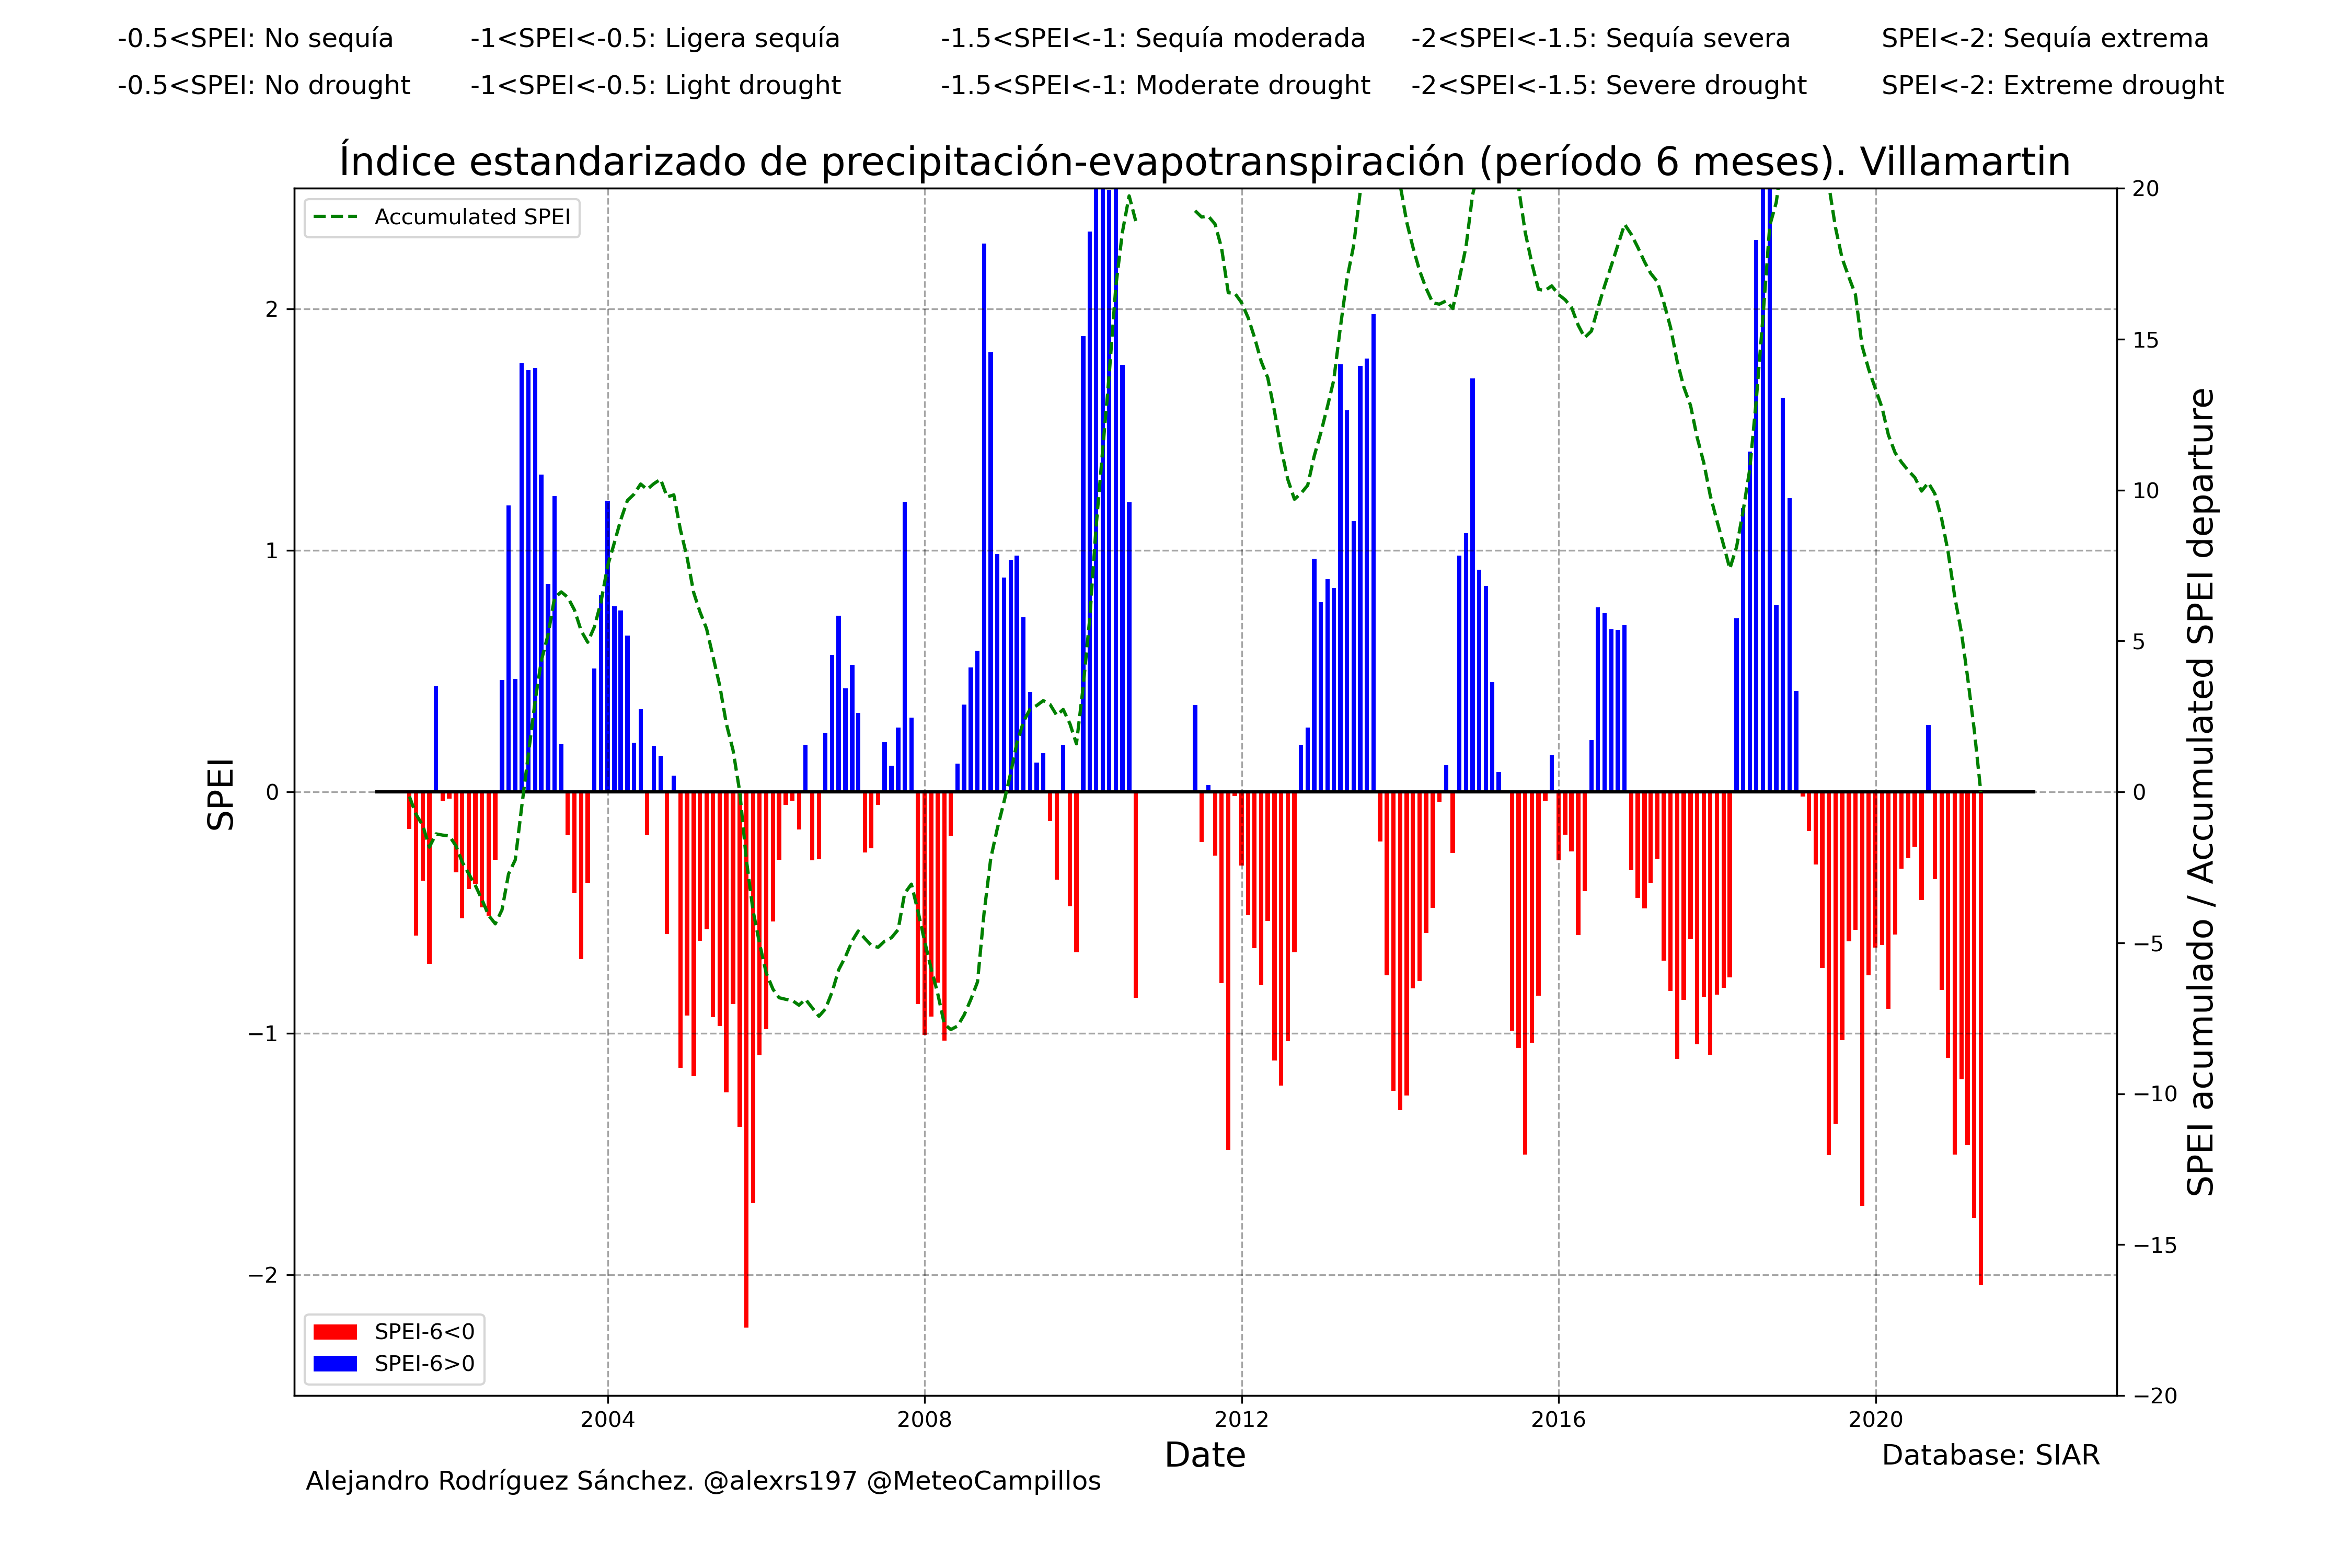 -0.5<SPEI: No sequía
-1<SPEI<-0.5: Ligera sequía
-1.5<SPEI<-1: Sequía moderada
-2<SPEI<-1.5: Sequía severa
SPEI<-2: Sequía extrema
-0.5<SPEI: No drought
-1<SPEI<-0.5: Light drought
-1.5<SPEI<-1: Moderate drought
-2<SPEI<-1.5: Severe drought
SPEI<-2: Extreme drought
Índice estandarizado de precipitación-evapotranspiración (período 6 meses). Villamartin
Accumulated SPEI
SPEI
2
1
0
−1
−2
20
15
10
5
0
−5
−10
−15
−20
SPEI acumulado / Accumulated SPEI departure
SPEI-6<0
SPEI-6>0
2004
2008
2012
2016
2020
Date
Database: SIAR
Alejandro Rodríguez Sánchez. @alexrs197 @MeteoCampillos